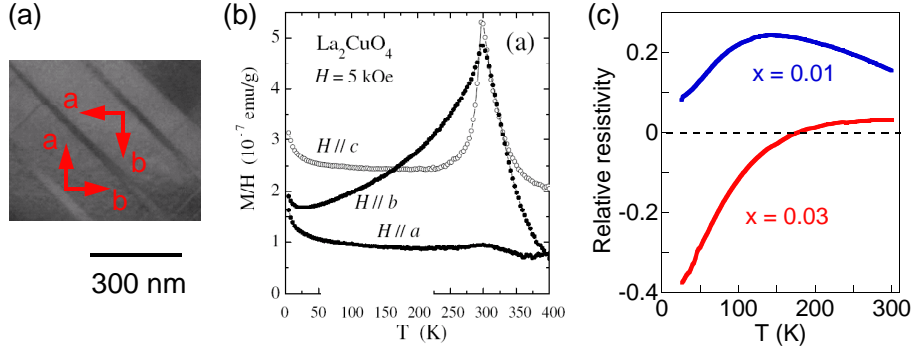 (a)
a
a
b
b
300 nm
(b)
M/H (10⁻⁷ emu/g)
5
4
3
2
1
0
La₂CuO₄
H = 5 kOe
(a)
H // c
H // b
H // a
0 50 100 150 200 250 300 350 400
T (K)
(c)
Relative resistivity
0.2
0
-0.2
-0.4
x = 0.01
x = 0.03
0 100 200 300
T (K)